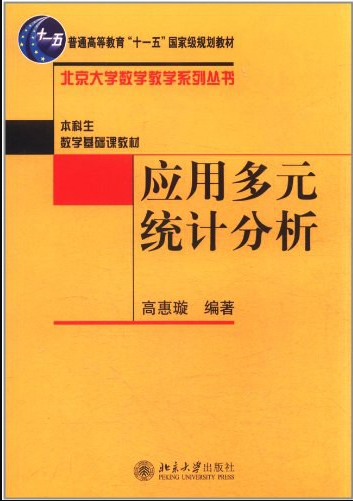 十一五
普通高等教育“十一五”国家级规划教材
北京大学数学教学系列丛书
本科生
数学基础课教材
应用多元
统计分析
高惠璇 编著
北京大学出版社
PEKING UNIVERSITY PRESS